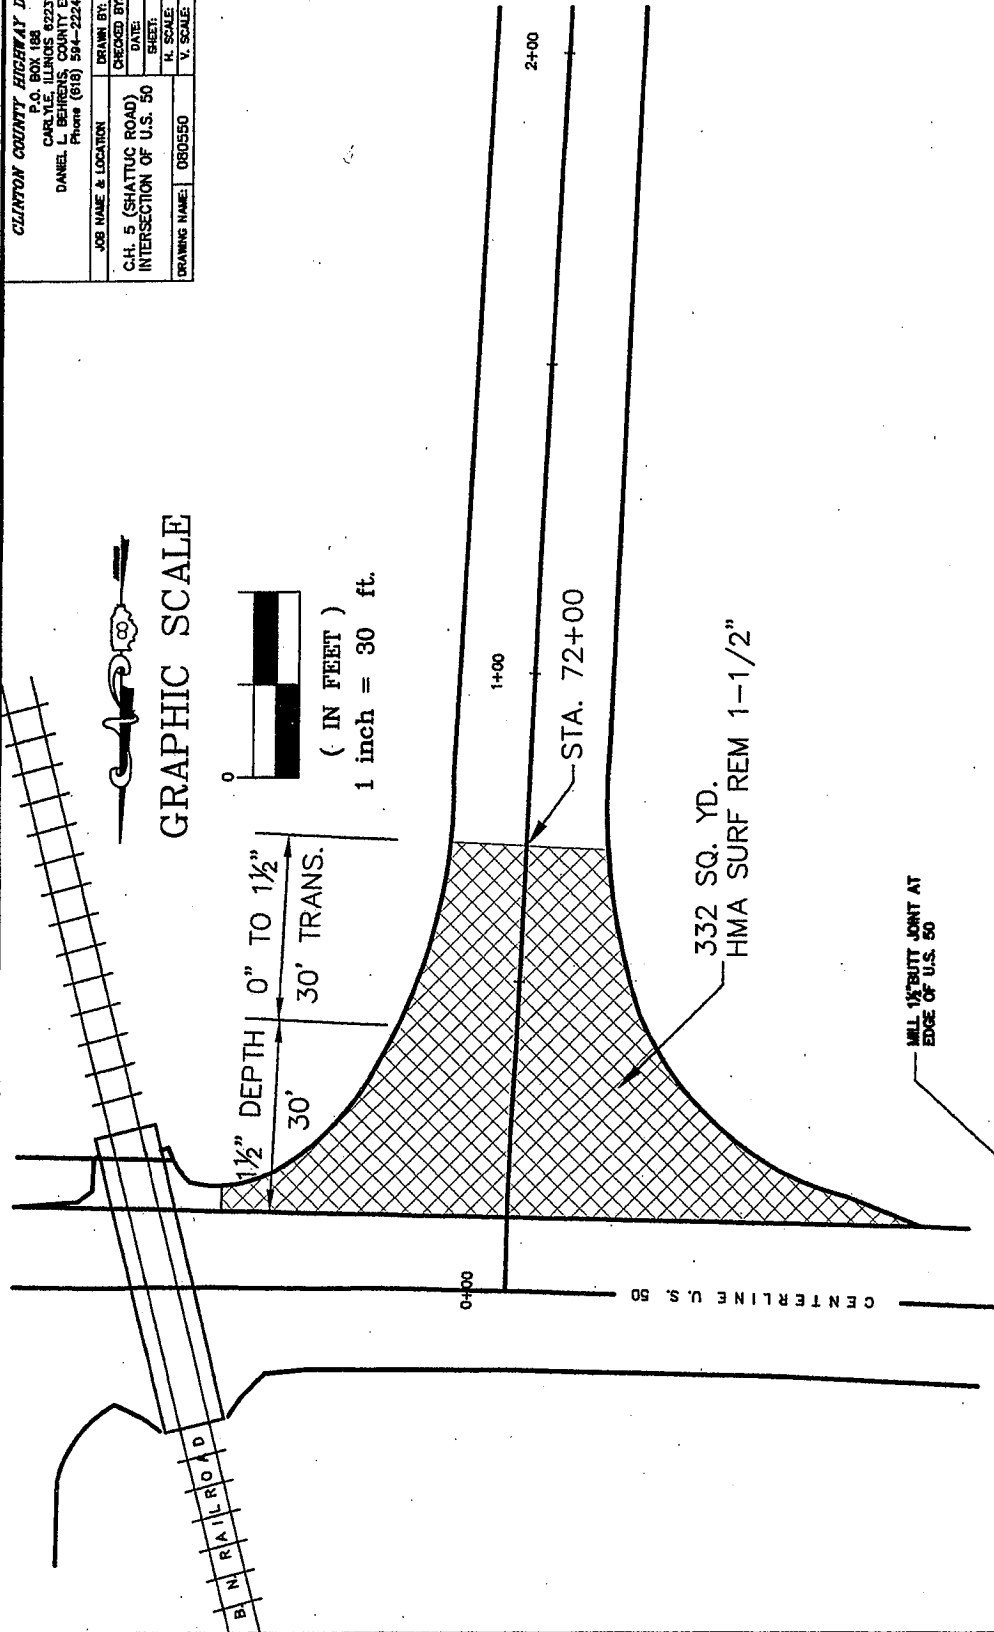 CLINTON COUNTY HIGHWAY
P.O. BOX 188
CARLYLE, ILLINOIS 6223
DANIEL L. BEHRENS, COUNTY E
Phone (618) 594-2224
JOB NAME & LOCATION
DRAWN BY:
CHECKED BY:
C.H. 5 (SHATTUC ROAD)
INTERSECTION OF U.S. 50
DATE:
SHEET:
H. SCALE:
DRAWING NAME: 080550
V. SCALE:
GRAPHIC SCALE
0
( IN FEET )
1 inch = 30 ft.
1½" DEPTH
30'
0" TO 1½"
30' TRANS.
0+00
1+00
2+00
STA. 72+00
332 SQ. YD.
HMA SURF REM 1-1/2"
MILL 1½" BUTT JOINT AT
EDGE OF U.S. 50
CENTERLINE U.S. 50
B. N. RAILROAD